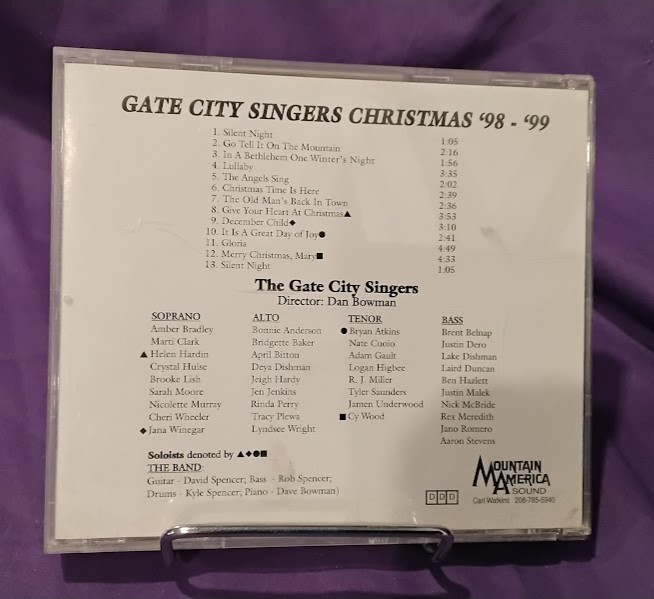 GATE CITY SINGERS CHRISTMAS '98 - '99
1. Silent Night 1:05
2. Go Tell It On The Mountain 2:16
3. In A Bethlehem One Winter's Night 1:56
4. Lullaby 3:35
5. The Angels Sing 2:02
6. Christmas Time Is Here 2:39
7. The Old Man's Back In Town 2:36
8. Give Your Heart At Christmas▲ 3:53
9. December Child◆ 3:10
10. It Is A Great Day of Joy● 2:41
11. Gloria 4:49
12. Merry Christmas, Mary■ 4:33
13. Silent Night 1:05
The Gate City Singers
Director: Dan Bowman
SOPRANO ALTO TENOR BASS
Amber Bradley Bonnie Anderson ● Bryan Atkins Brent Belnap
Marti Clark Bridgette Baker Nate Cuoio Justin Dero
▲ Helen Hardin April Bitton Adam Gault Lake Dishman
Crystal Hulse Deya Dishman Logan Higbee Laird Duncan
Brooke Lish Jeigh Hardy R. J. Miller Ben Hazlett
Sarah Moore Jen Jenkins Tyler Saunders Justin Malek
Nicolette Murray Rinda Perry Jamen Underwood Nick McBride
Cheri Wheeler Tracy Plewa ■ Cy Wood Rex Meredith
◆ Jana Winegar Lyndsee Wright Jano Romero
Aaron Stevens
Soloists denoted by ▲◆●■
THE BAND:
Guitar - David Spencer; Bass - Rob Spencer;
Drums - Kyle Spencer; Piano - Dave Bowman)
DDD
MOUNTAIN
AMERICA
SOUND
Carl Watkins 208-785-5940